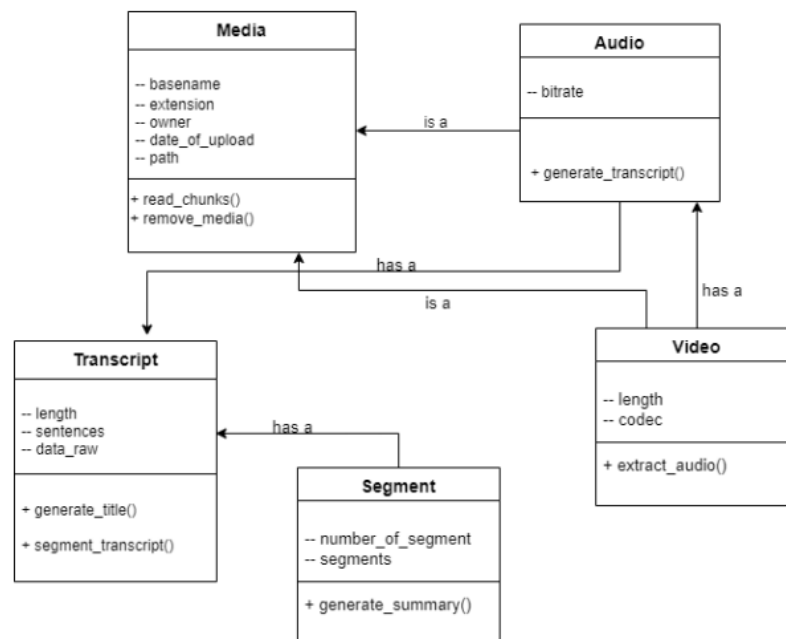 Media
-- basename
-- extension
-- owner
-- date_of_upload
-- path
+ read_chunks()
+ remove_media()
is a
Audio
-- bitrate
+ generate_transcript()
has a
is a
has a
Transcript
-- length
-- sentences
-- data_raw
+ generate_title()
+ segment_transcript()
has a
Segment
-- number_of_segment
-- segments
+ generate_summary()
Video
-- length
-- codec
+ extract_audio()